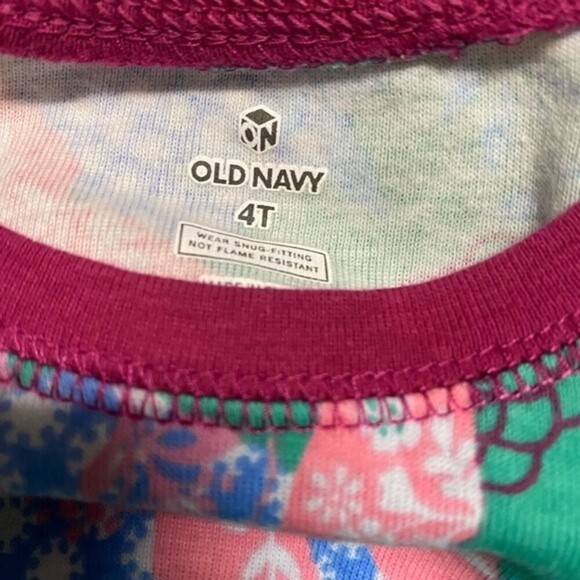 ON
OLD NAVY
4T
WEAR SNUG-FITTING
NOT FLAME RESISTANT